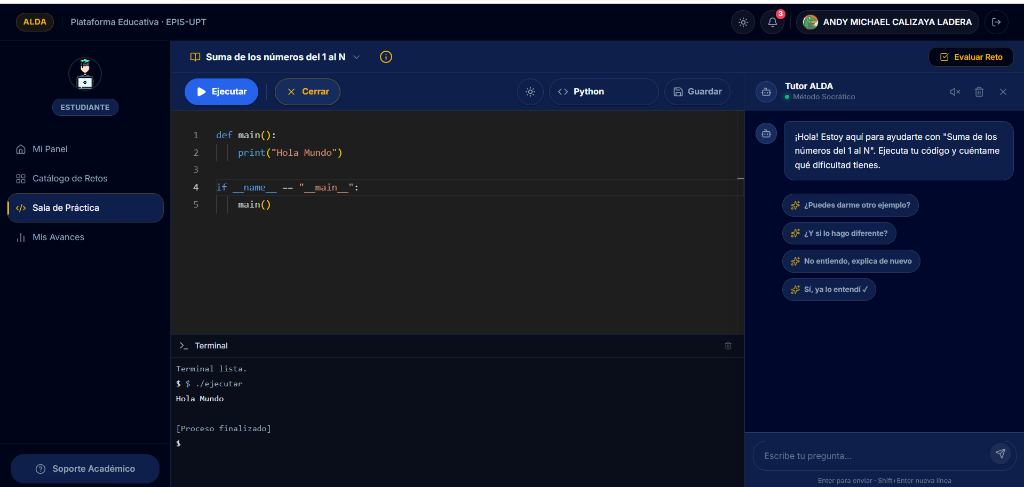 ALDA
Plataforma Educativa · EPIS-UPT
3
ANDY MICHAEL CALIZAYA LADERA
ESTUDIANTE
Mi Panel
Catálogo de Retos
Sala de Práctica
Mis Avances
Soporte Académico
Suma de los números del 1 al N
Evaluar Reto
Ejecutar
Cerrar
Python
Guardar
1 def main():
2 print("Hola Mundo")
3
4 if __name__ == "__main__":
5 main()
Terminal
Terminal lista.
$ $ ./ejecutar
Hola Mundo
[Proceso finalizado]
$
Tutor ALDA
Método Socrático
¡Hola! Estoy aquí para ayudarte con "Suma de los
números del 1 al N". Ejecuta tu código y cuéntame
qué dificultad tienes.
¿Puedes darme otro ejemplo?
¿Y si lo hago diferente?
No entiendo, explica de nuevo
Sí, ya lo entendí ✓
Escribe tu pregunta...
Enter para enviar · Shift+Enter nueva línea